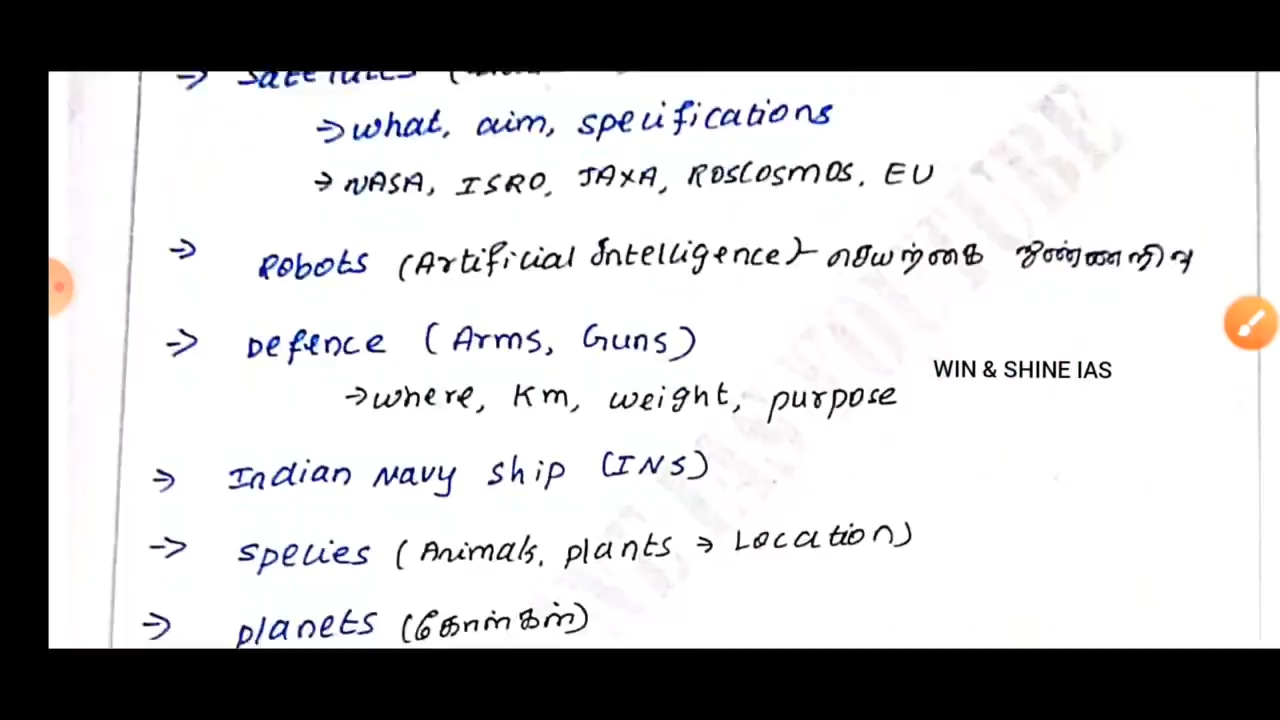 → Satellites (
→ what, aim, specifications
→ NASA, ISRO, JAXA, ROSCOSMOS, EU
→ Robots (Artificial Intelligence) - செயற்கை நுண்ணறிவு
→ Defence (Arms, Guns)
WIN & SHINE IAS
→ where, Km, weight, purpose
→ Indian Navy ship (INS)
→ species (Animals, plants → Location)
→ planets (கோள்கள்)